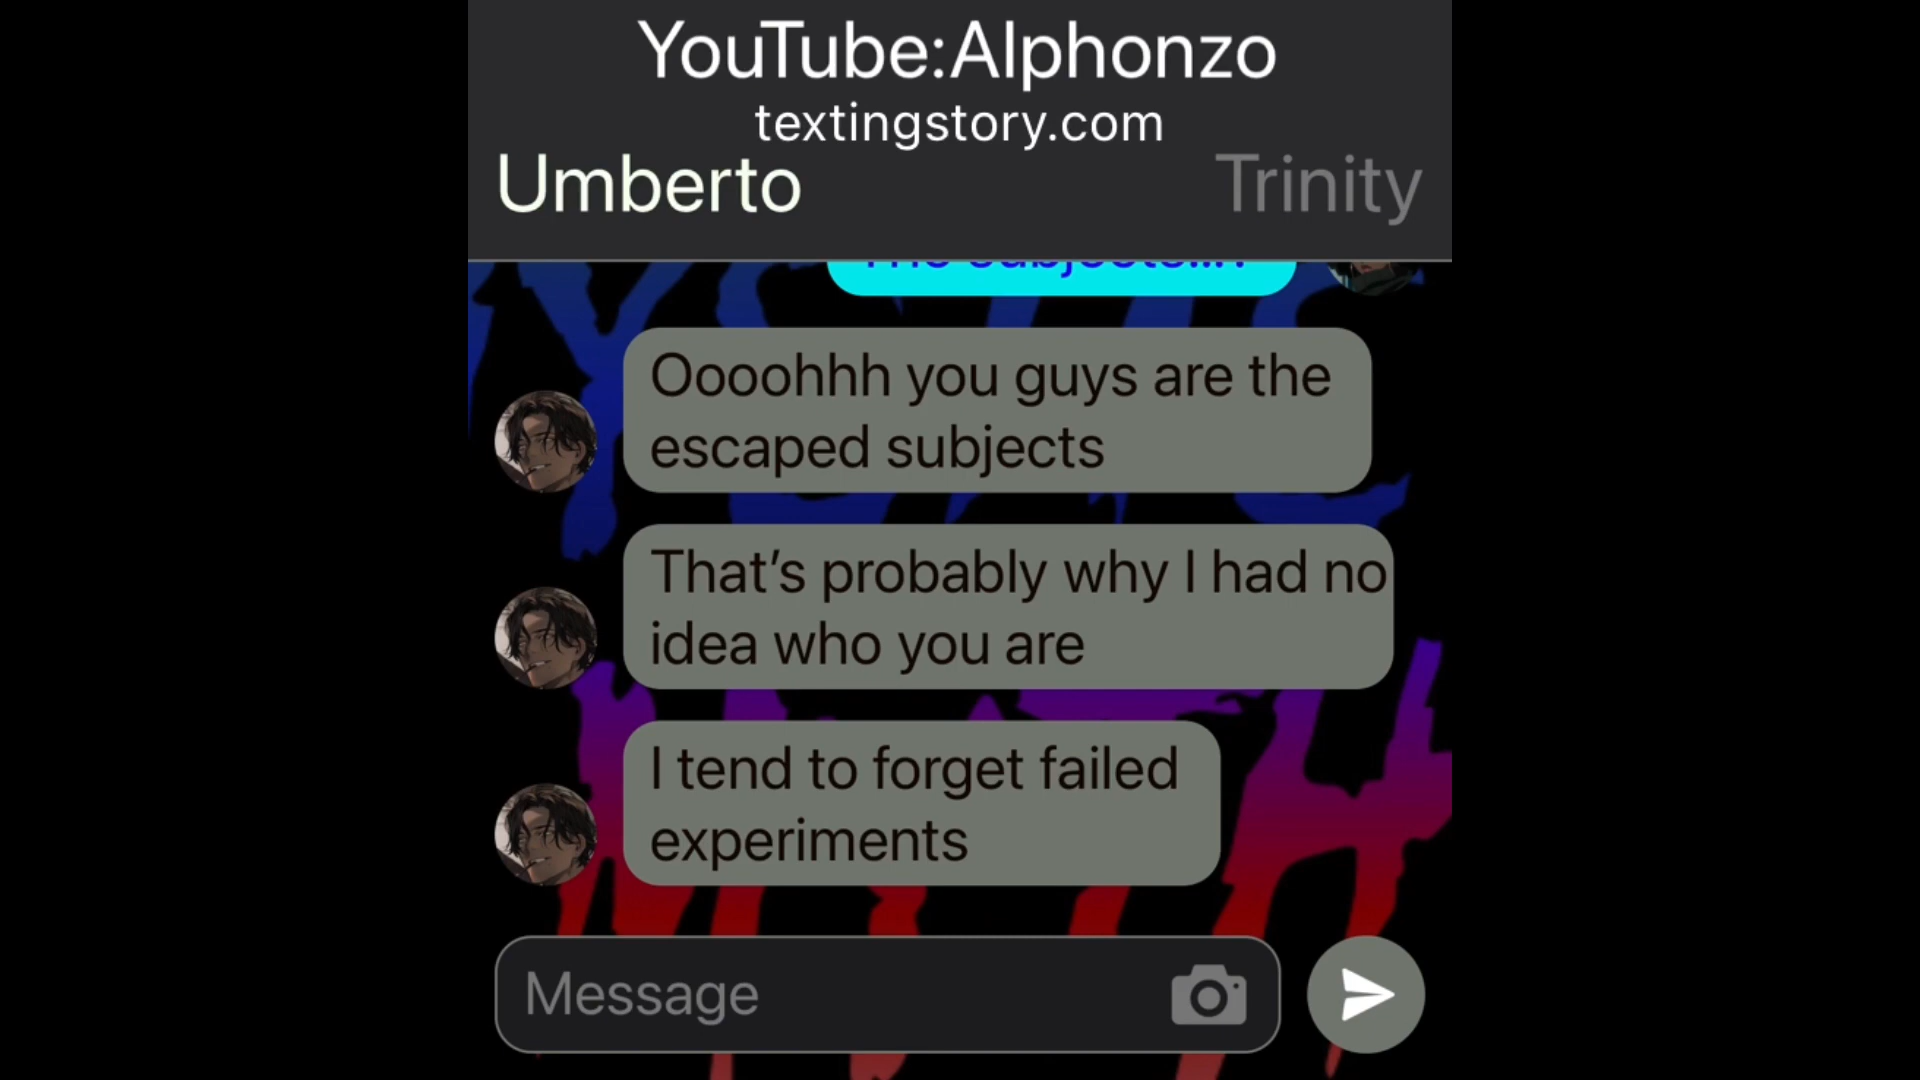 YouTube:Alphonzo
textingstory.com
Umberto
Trinity
Oooohhh you guys are the
escaped subjects
That’s probably why I had no
idea who you are
I tend to forget failed
experiments
Message